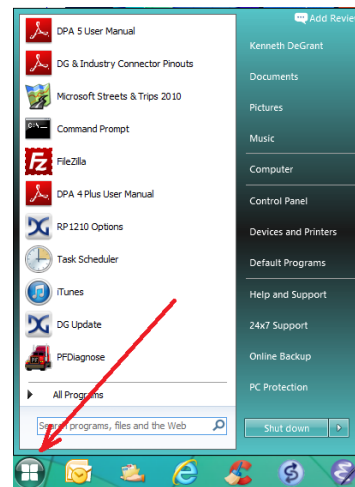 DPA 5 User Manual
DG & Industry Connector Pinouts
Microsoft Streets & Trips 2010
Command Prompt
FileZilla
DPA 4 Plus User Manual
RP1210 Options
Task Scheduler
iTunes
DG Update
PFDiagnose
All Programs
Search programs, files and the Web
Add Revie
Kenneth DeGrant
Documents
Pictures
Music
Computer
Control Panel
Devices and Printers
Default Programs
Help and Support
24x7 Support
Online Backup
PC Protection
Shut down